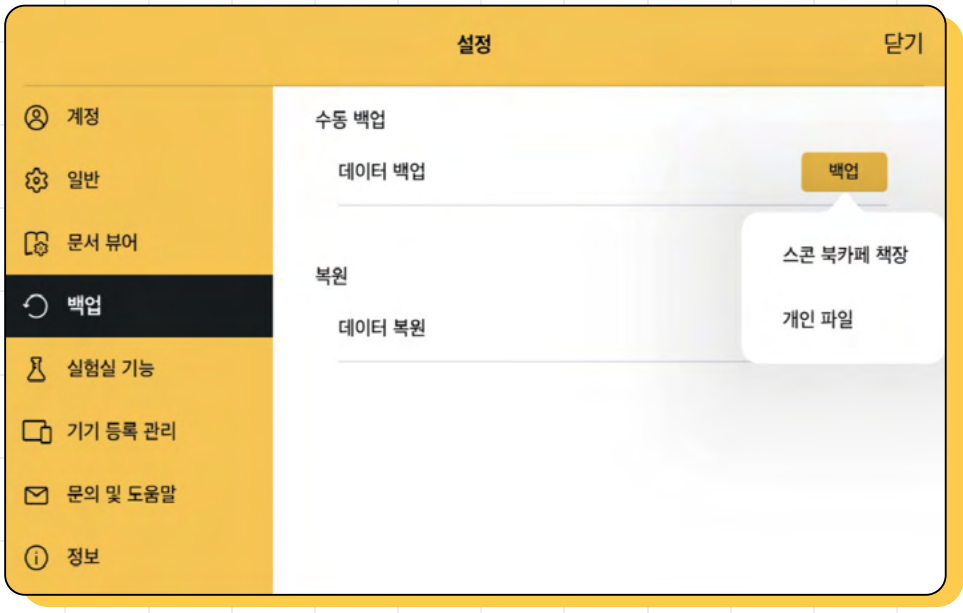 설정
닫기
계정
일반
문서 뷰어
백업
실험실 기능
기기 등록 관리
문의 및 도움말
정보
수동 백업
데이터 백업
백업
스콘 북카페 책장
개인 파일
복원
데이터 복원